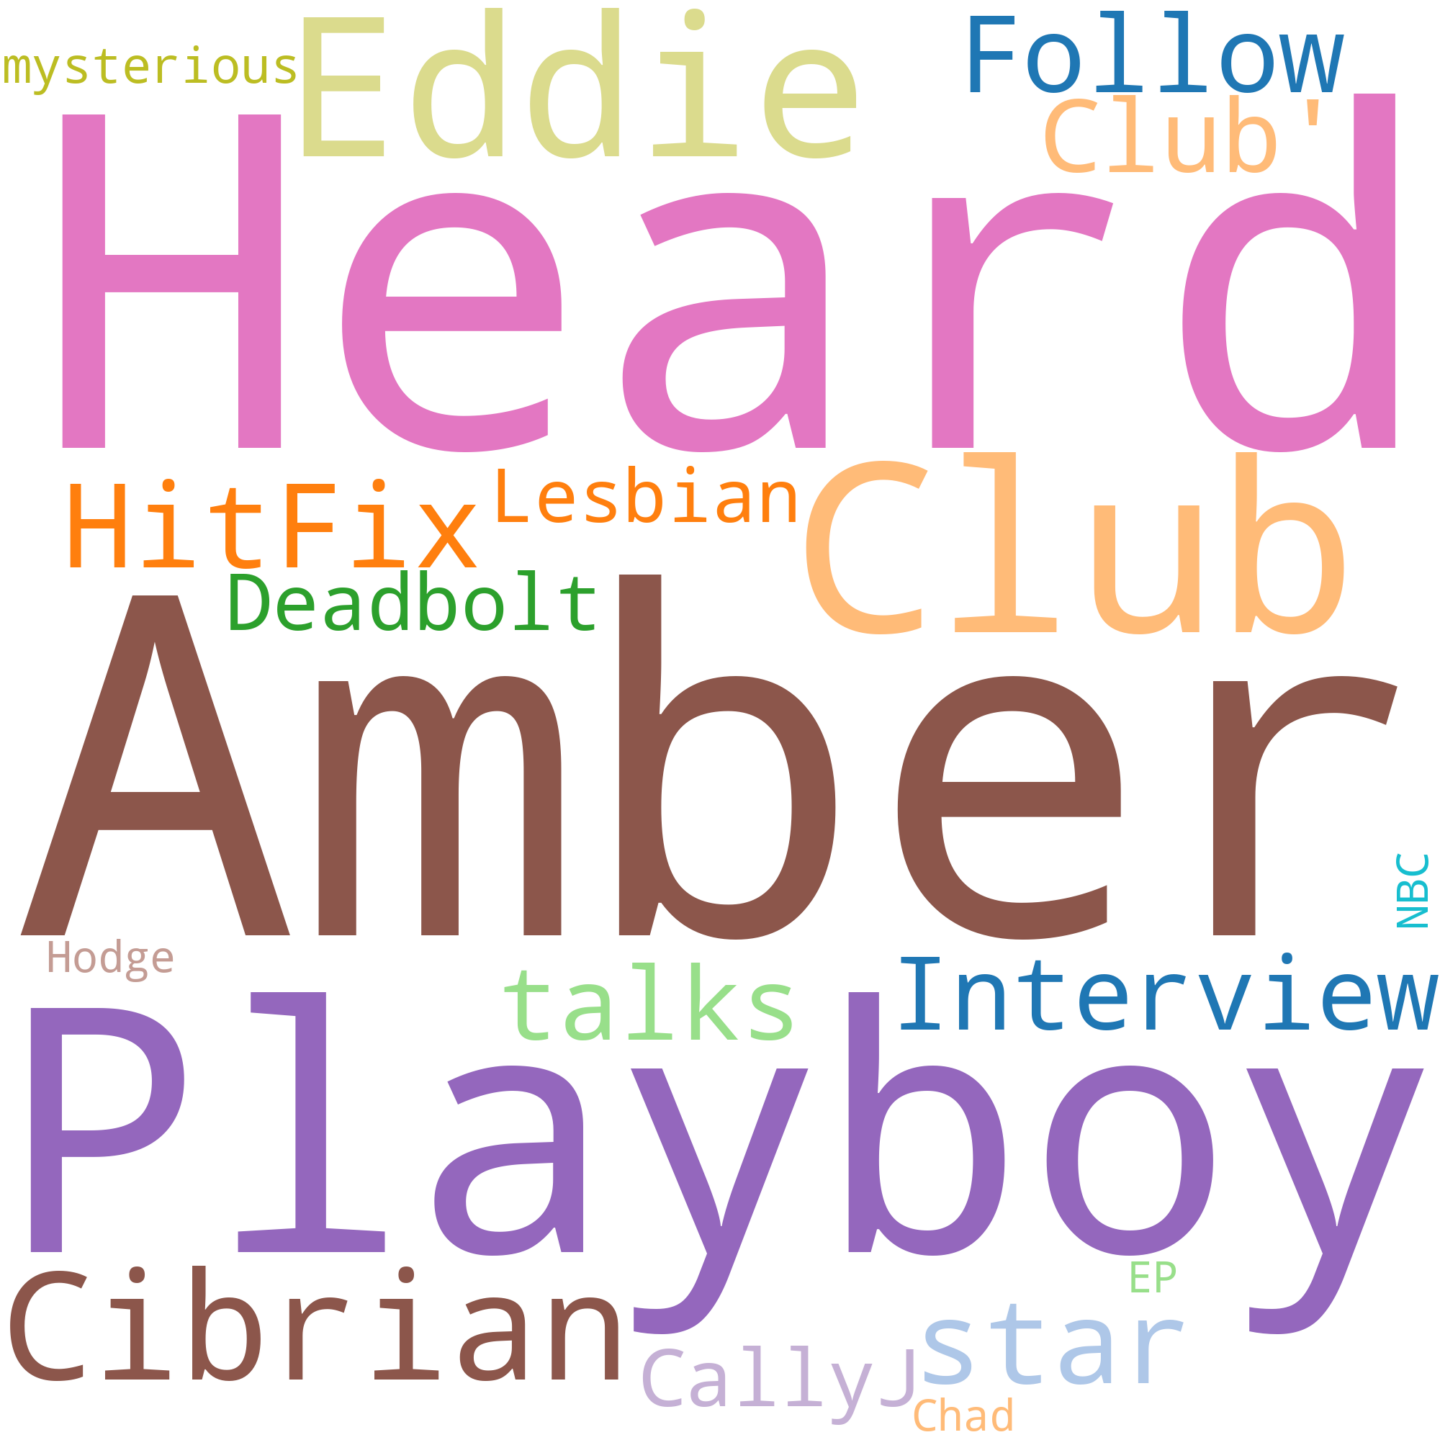 mysterious
Eddie
Follow
Club'
Heard
HitFix
Lesbian
Club
Deadbolt
Amber
NBC
Hodge
talks
Interview
Playboy
EP
Cibrian
star
CallyJ
Chad